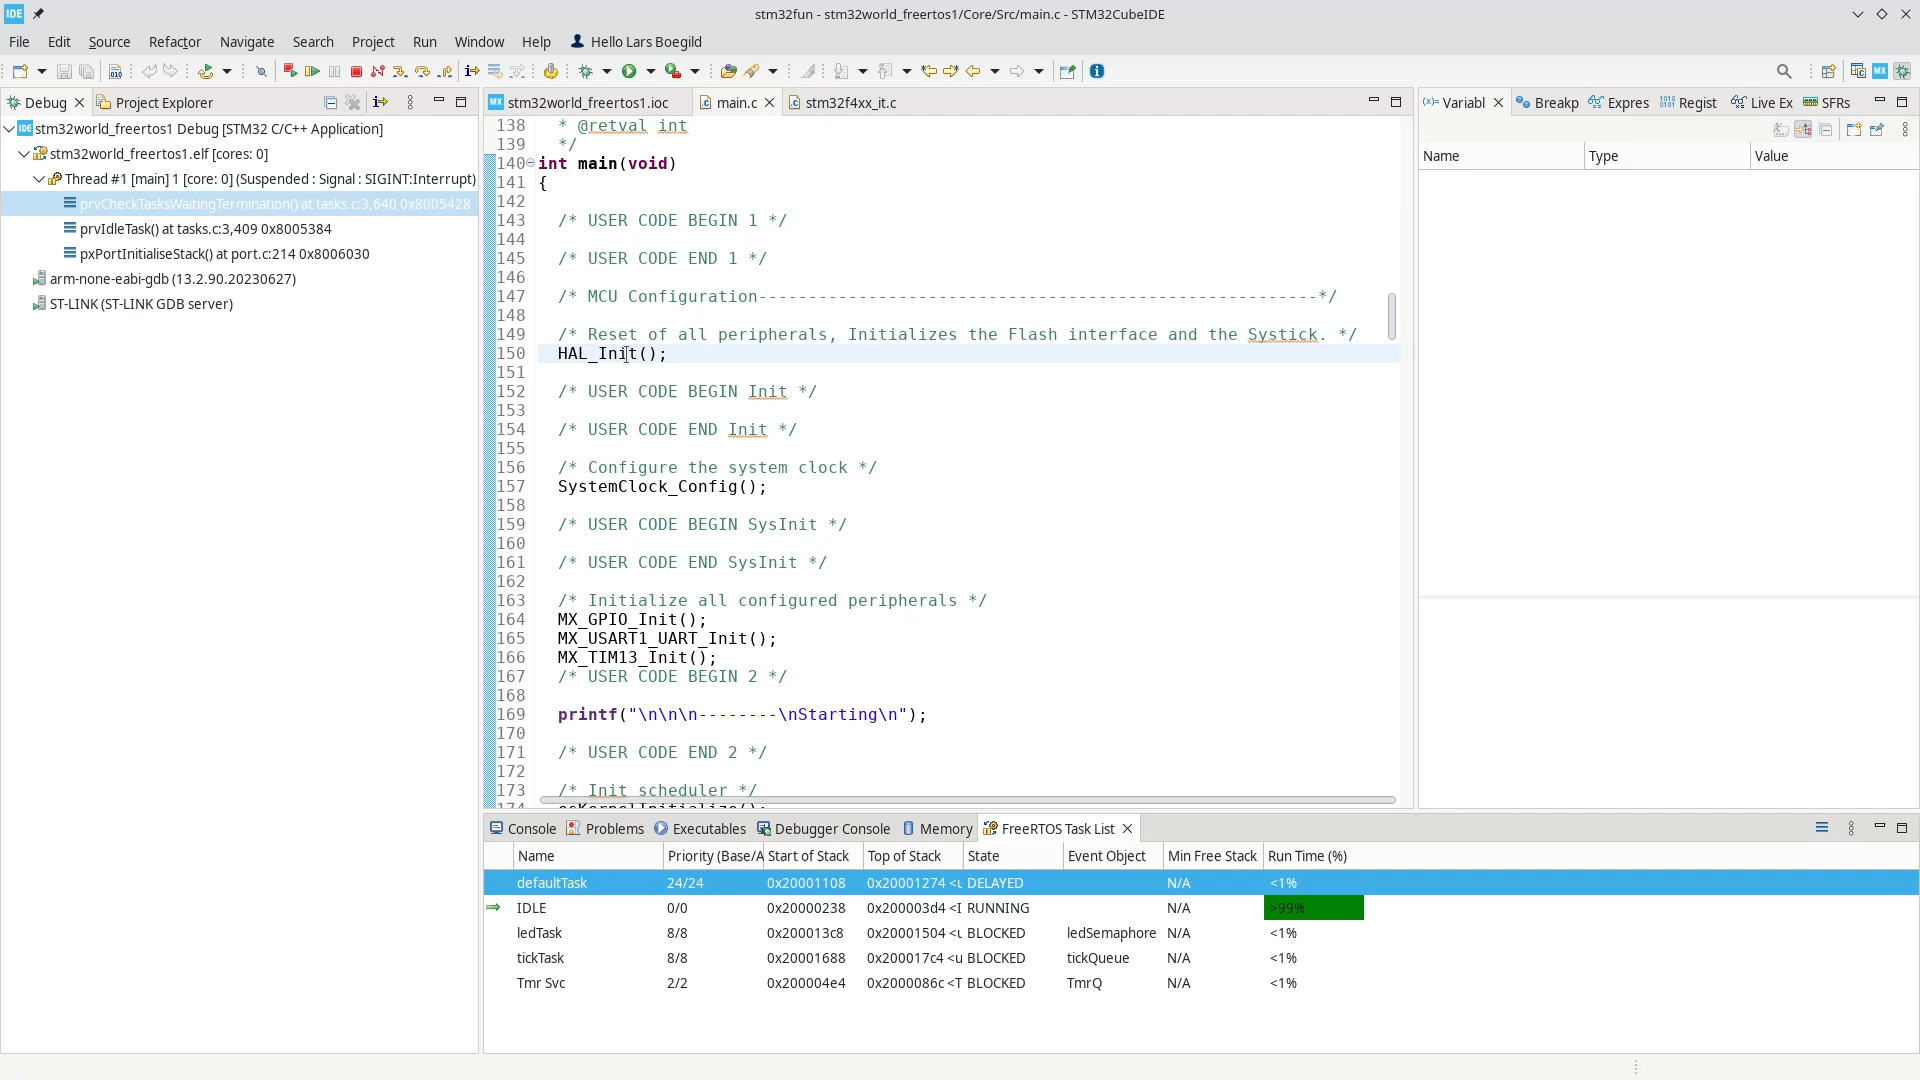 IDE
stm32fun - stm32world_freertos1/Core/Src/main.c - STM32CubeIDE
File Edit Source Refactor Navigate Search Project Run Window Help Hello Lars Boegild
Debug Project Explorer
stm32world_freertos1 Debug [STM32 C/C++ Application]
stm32world_freertos1.elf [cores: 0]
Thread #1 [main] 1 [core: 0] (Suspended : Signal : SIGINT:Interrupt)
prvCheckTasksWaitingTermination() at tasks.c:3,640 0x8005428
prvIdleTask() at tasks.c:3,409 0x8005384
pxPortInitialiseStack() at port.c:214 0x8006030
arm-none-eabi-gdb (13.2.90.20230627)
ST-LINK (ST-LINK GDB server)
MX stm32world_freertos1.ioc main.c stm32f4xx_it.c
138 * @retval int
139 */
140 int main(void)
141 {
142
143 /* USER CODE BEGIN 1 */
144
145 /* USER CODE END 1 */
146
147 /* MCU Configuration--------------------------------------------------------*/
148
149 /* Reset of all peripherals, Initializes the Flash interface and the Systick. */
150 HAL_Init();
151
152 /* USER CODE BEGIN Init */
153
154 /* USER CODE END Init */
155
156 /* Configure the system clock */
157 SystemClock_Config();
158
159 /* USER CODE BEGIN SysInit */
160
161 /* USER CODE END SysInit */
162
163 /* Initialize all configured peripherals */
164 MX_GPIO_Init();
165 MX_USART1_UART_Init();
166 MX_TIM13_Init();
167 /* USER CODE BEGIN 2 */
168
169 printf("\n\n\n--------\nStarting\n");
170
171 /* USER CODE END 2 */
172
173 /* Init scheduler */
174 osKernelInitialize();
(x)= Variabl Breakp Expres Regist Live Ex SFRs
Name Type Value
Console Problems Executables Debugger Console Memory FreeRTOS Task List
Name Priority (Base/A Start of Stack Top of Stack State Event Object Min Free Stack Run Time (%)
defaultTask 24/24 0x20001108 0x20001274 <u DELAYED N/A <1%
IDLE 0/0 0x20000238 0x200003d4 <I RUNNING N/A >99%
ledTask 8/8 0x200013c8 0x20001504 <u BLOCKED ledSemaphore N/A <1%
tickTask 8/8 0x20001688 0x200017c4 <u BLOCKED tickQueue N/A <1%
Tmr Svc 2/2 0x200004e4 0x2000086c <T BLOCKED TmrQ N/A <1%